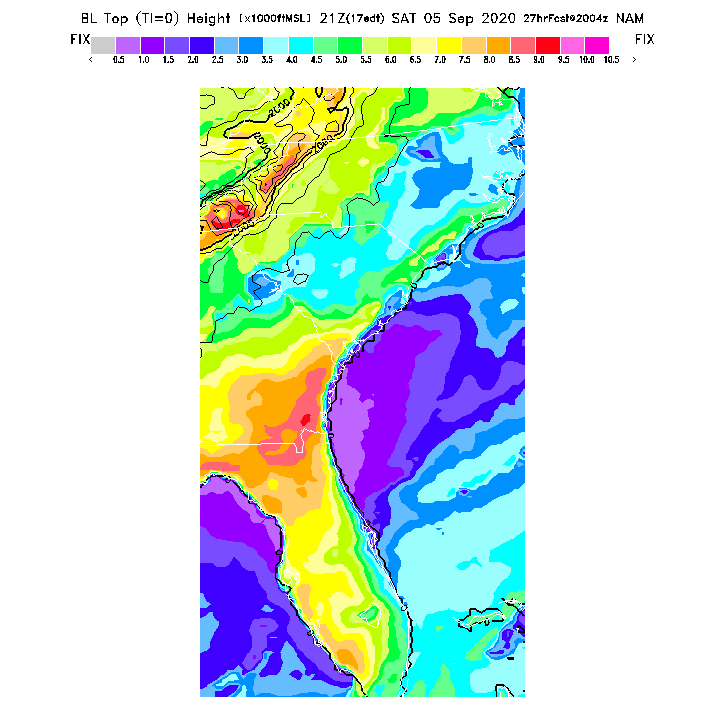 BL Top (TI=0) Height [x1000ftMSL] 21Z(17edt) SAT 05 Sep 2020 27hrFcst@2004z NAM
FIX FIX
< 0.5 1.0 1.5 2.0 2.5 3.0 3.5 4.0 4.5 5.0 5.5 6.0 6.5 7.0 7.5 8.0 8.5 9.0 9.5 10.0 10.5 >
2000
2000
2000